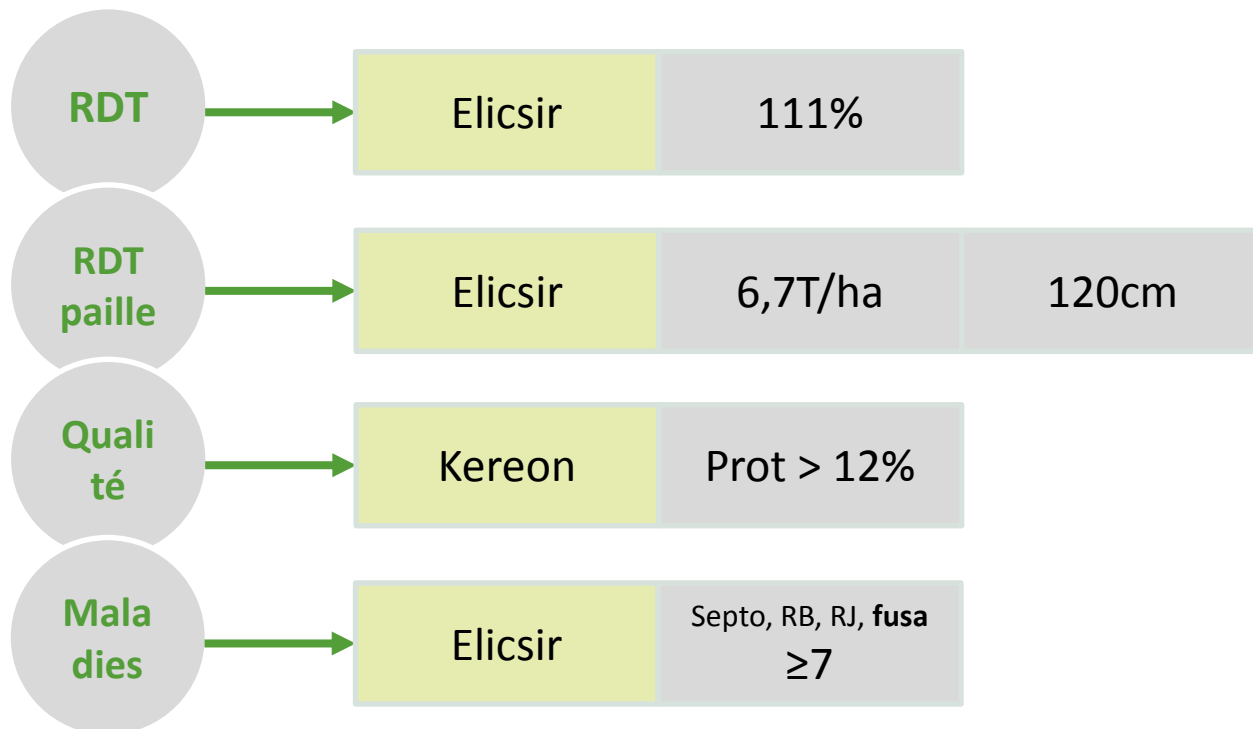 RDT
Elicsir
111%
RDT
paille
Elicsir
6,7T/ha
120cm
Quali
té
Kereon
Prot > 12%
Mala
dies
Elicsir
Septo, RB, RJ, fusa
≥7